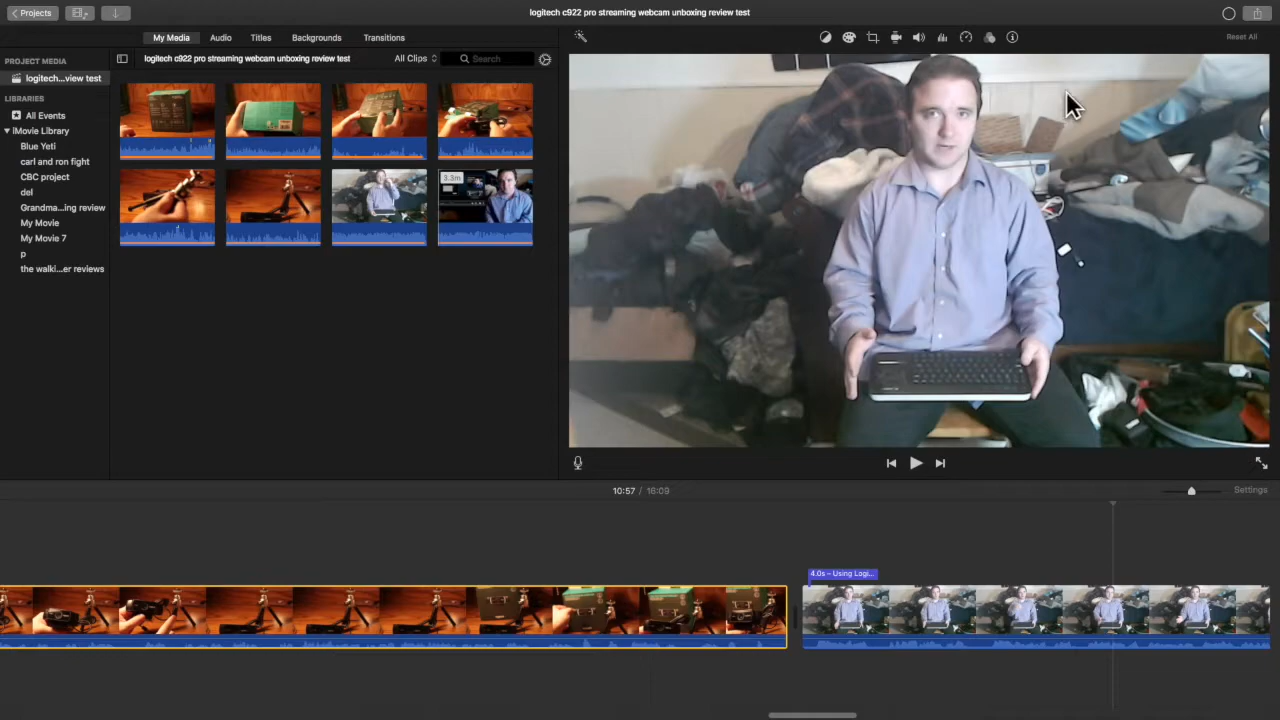 Projects
logitech c922 pro streaming webcam unboxing review test
My Media
Audio
Titles
Backgrounds
Transitions
Reset All
PROJECT MEDIA
logitech...view test
logitech c922 pro streaming webcam unboxing review test
All Clips
Search
LIBRARIES
All Events
iMovie Library
Blue Yeti
carl and ron fight
CBC project
del
Grandma...ing review
My Movie
My Movie 7
p
the walki...er reviews
3.3m
10:57 / 16:09
Settings
4.0s – Using Logi...